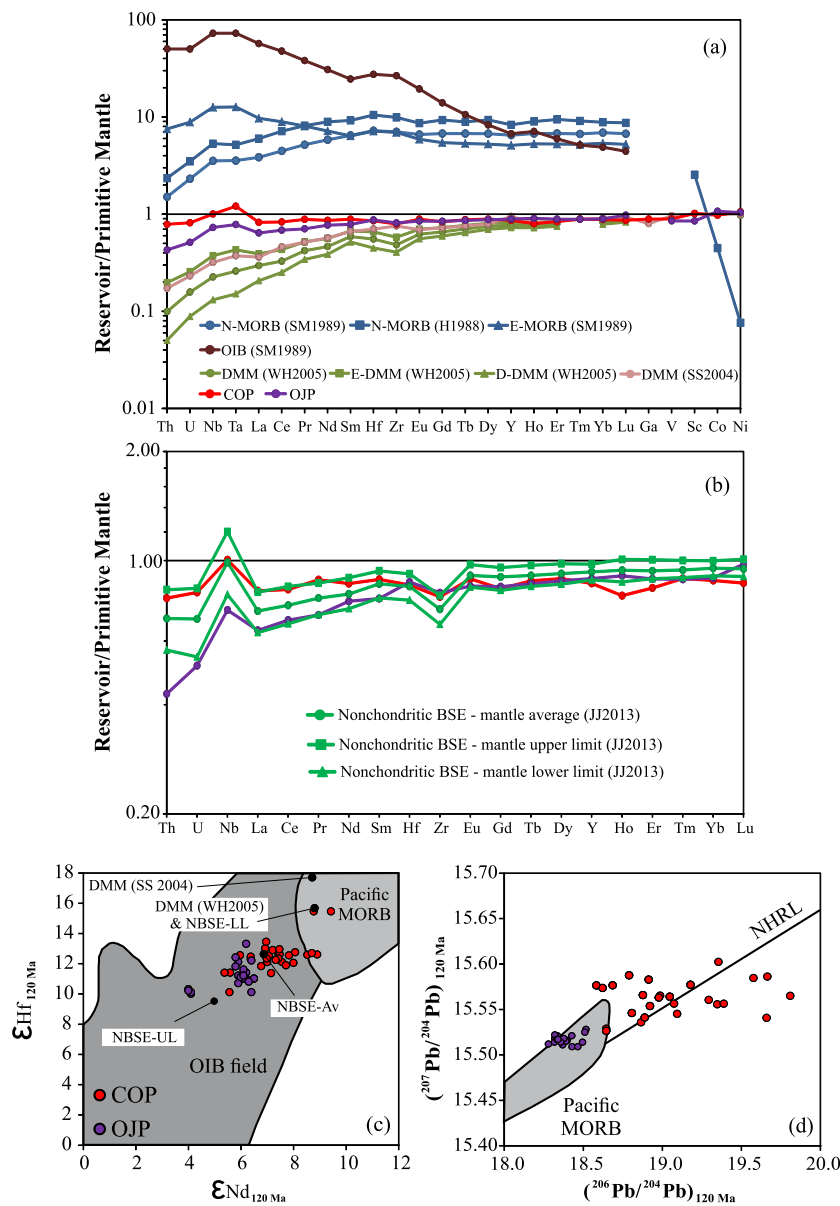 100
(a)
10
1
0.1
0.01
Reservoir/Primitive Mantle
N-MORB (SM1989) N-MORB (H1988) E-MORB (SM1989)
OIB (SM1989)
DMM (WH2005) E-DMM (WH2005) D-DMM (WH2005) DMM (SS2004)
COP OJP
Th U Nb Ta La Ce Pr Nd Sm Hf Zr Eu Gd Tb Dy Y Ho Er Tm Yb Lu Ga V Sc Co Ni
2.00
(b)
1.00
0.20
Reservoir/Primitive Mantle
Nonchondritic BSE - mantle average (JJ2013)
Nonchondritic BSE - mantle upper limit (JJ2013)
Nonchondritic BSE - mantle lower limit (JJ2013)
Th U Nb La Ce Pr Nd Sm Hf Zr Eu Gd Tb Dy Y Ho Er Tm Yb Lu
18
16
14
12
10
8
6
4
2
0
εHf120 Ma
DMM (SS 2004)
DMM (WH2005)
& NBSE-LL
Pacific
MORB
NBSE-Av
NBSE-UL
OIB field
COP
OJP
(c)
0 2 4 6 8 10 12
εNd120 Ma
15.70
15.66
15.60
15.55
15.50
15.45
15.40
(207Pb/204Pb)120 Ma
NHRL
Pacific
MORB
(d)
18.0 18.5 19.0 19.5 20.0
(206Pb/204Pb)120 Ma